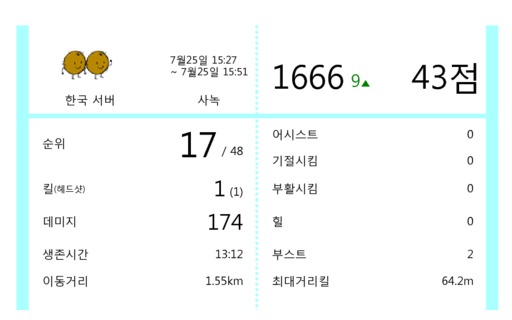 7월25일 15:27
~ 7월25일 15:51
한국 서버
사녹
1666 9▲
43점
순위
17 / 48
킬(헤드샷)
1 (1)
데미지
174
생존시간
13:12
이동거리
1.55km
어시스트
0
기절시킴
0
부활시킴
0
힐
0
부스트
2
최대거리킬
64.2m